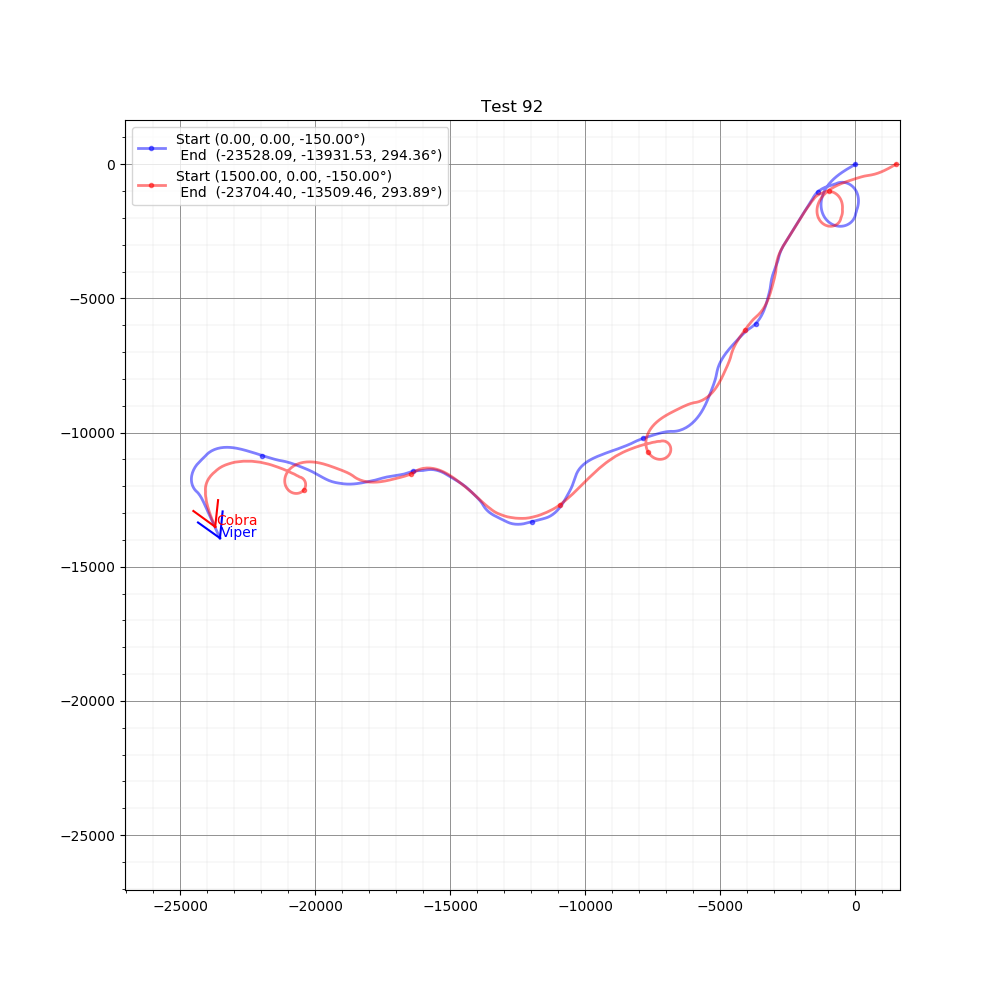 Test 92
Start (0.00, 0.00, -150.00°)
End (-23528.09, -13931.53, 294.36°)
Start (1500.00, 0.00, -150.00°)
End (-23704.40, -13509.46, 293.89°)
0
−5000
−10000
−15000
−20000
−25000
Cobra
Viper
−25000 −20000 −15000 −10000 −5000 0